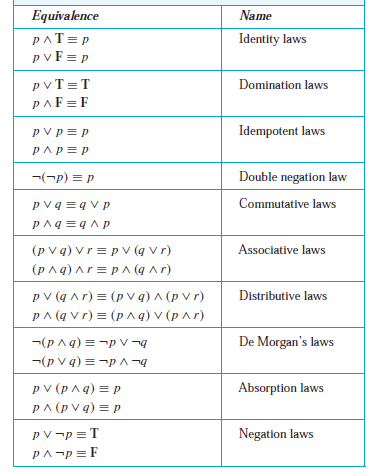 Equivalence Name
p ∧ T ≡ p Identity laws
p ∨ F ≡ p
p ∨ T ≡ T Domination laws
p ∧ F ≡ F
p ∨ p ≡ p Idempotent laws
p ∧ p ≡ p
¬(¬p) ≡ p Double negation law
p ∨ q ≡ q ∨ p Commutative laws
p ∧ q ≡ q ∧ p
(p ∨ q) ∨ r ≡ p ∨ (q ∨ r) Associative laws
(p ∧ q) ∧ r ≡ p ∧ (q ∧ r)
p ∨ (q ∧ r) ≡ (p ∨ q) ∧ (p ∨ r) Distributive laws
p ∧ (q ∨ r) ≡ (p ∧ q) ∨ (p ∧ r)
¬(p ∧ q) ≡ ¬p ∨ ¬q De Morgan's laws
¬(p ∨ q) ≡ ¬p ∧ ¬q
p ∨ (p ∧ q) ≡ p Absorption laws
p ∧ (p ∨ q) ≡ p
p ∨ ¬p ≡ T Negation laws
p ∧ ¬p ≡ F